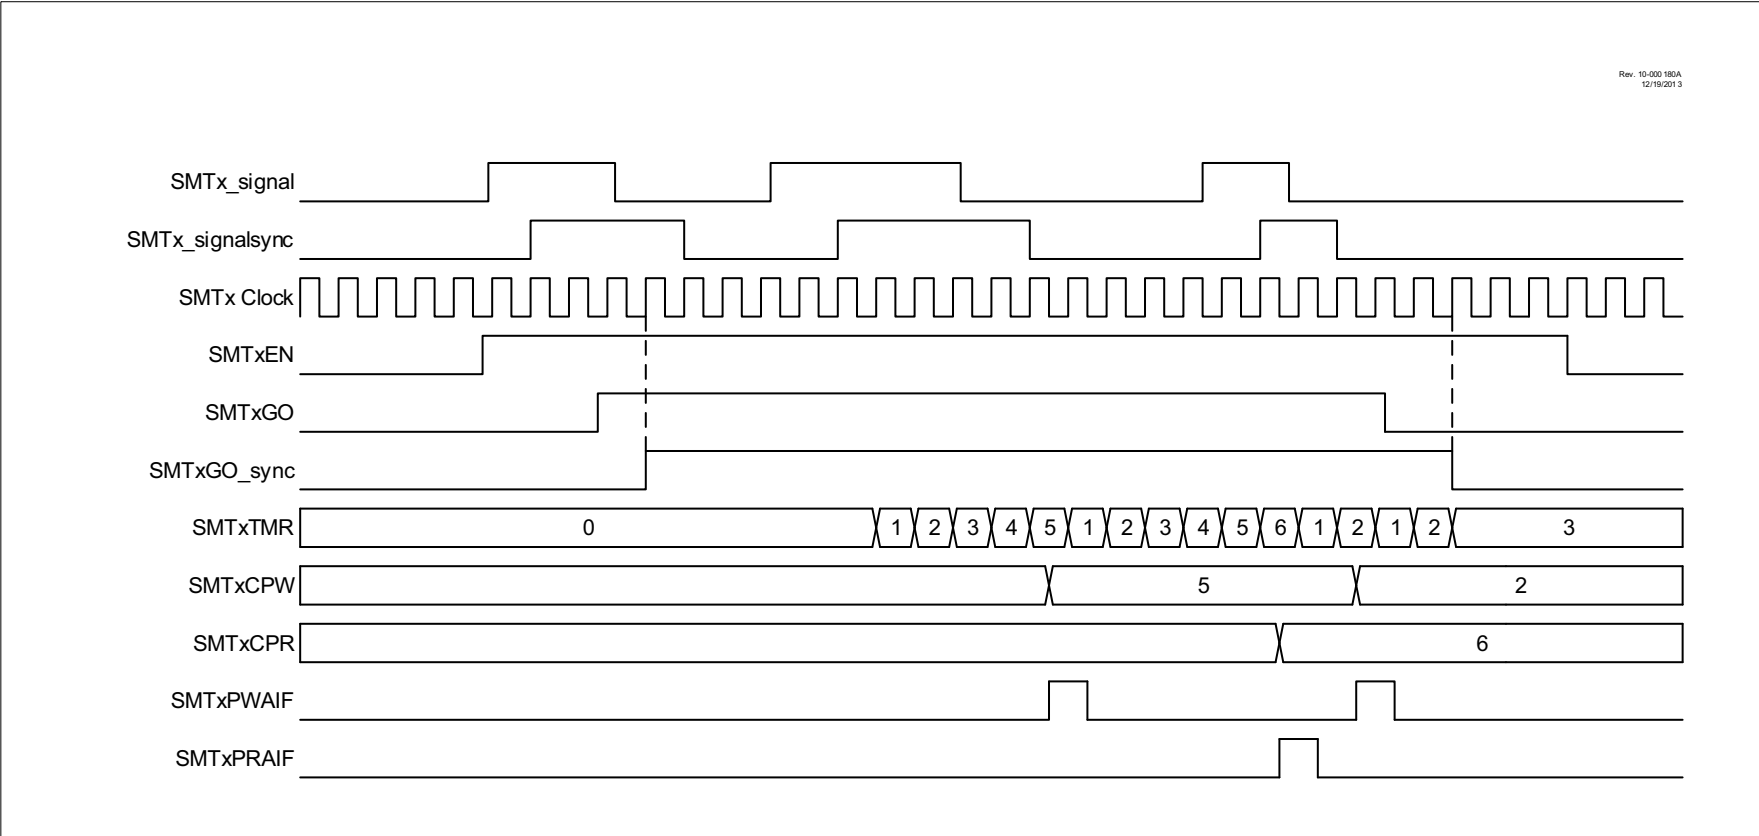 Rev. 10-000 180A
12/19/2013
SMTx_signal
SMTx_signalsync
SMTx Clock
SMTxEN
SMTxGO
SMTxGO_sync
SMTxTMR 0 1 2 3 4 5 1 2 3 4 5 6 1 2 1 2 3
SMTxCPW 5 2
SMTxCPR 6
SMTxPWAIF
SMTxPRAIF